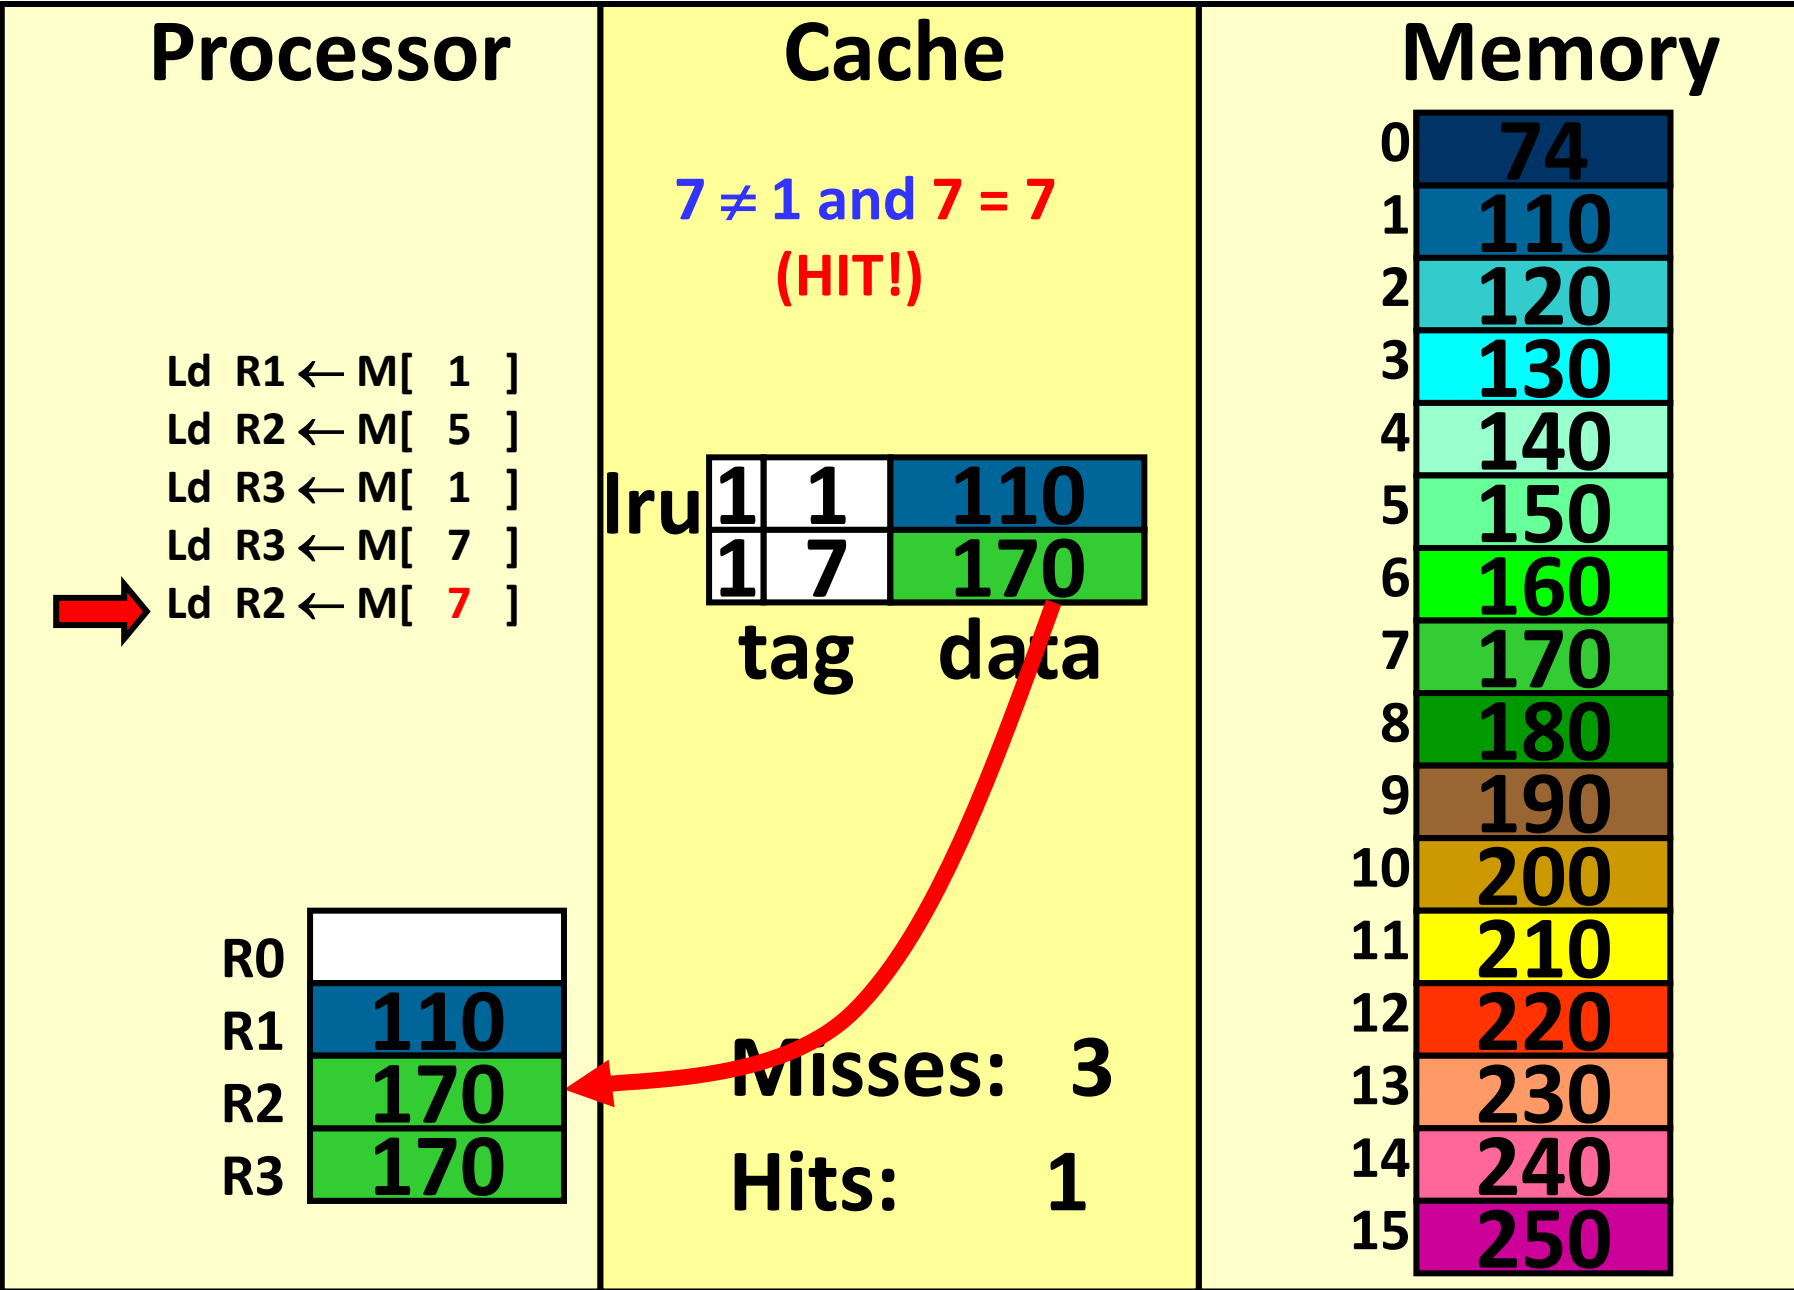 Processor
Ld R1 ← M[ 1 ]
Ld R2 ← M[ 5 ]
Ld R3 ← M[ 1 ]
Ld R3 ← M[ 7 ]
Ld R2 ← M[ 7 ]
R0
R1 110
R2 170
R3 170
Cache
7 ≠ 1 and 7 = 7
(HIT!)
lru 1 1 110
1 7 170
tag data
Misses: 3
Hits: 1
Memory
0 74
1 110
2 120
3 130
4 140
5 150
6 160
7 170
8 180
9 190
10 200
11 210
12 220
13 230
14 240
15 250